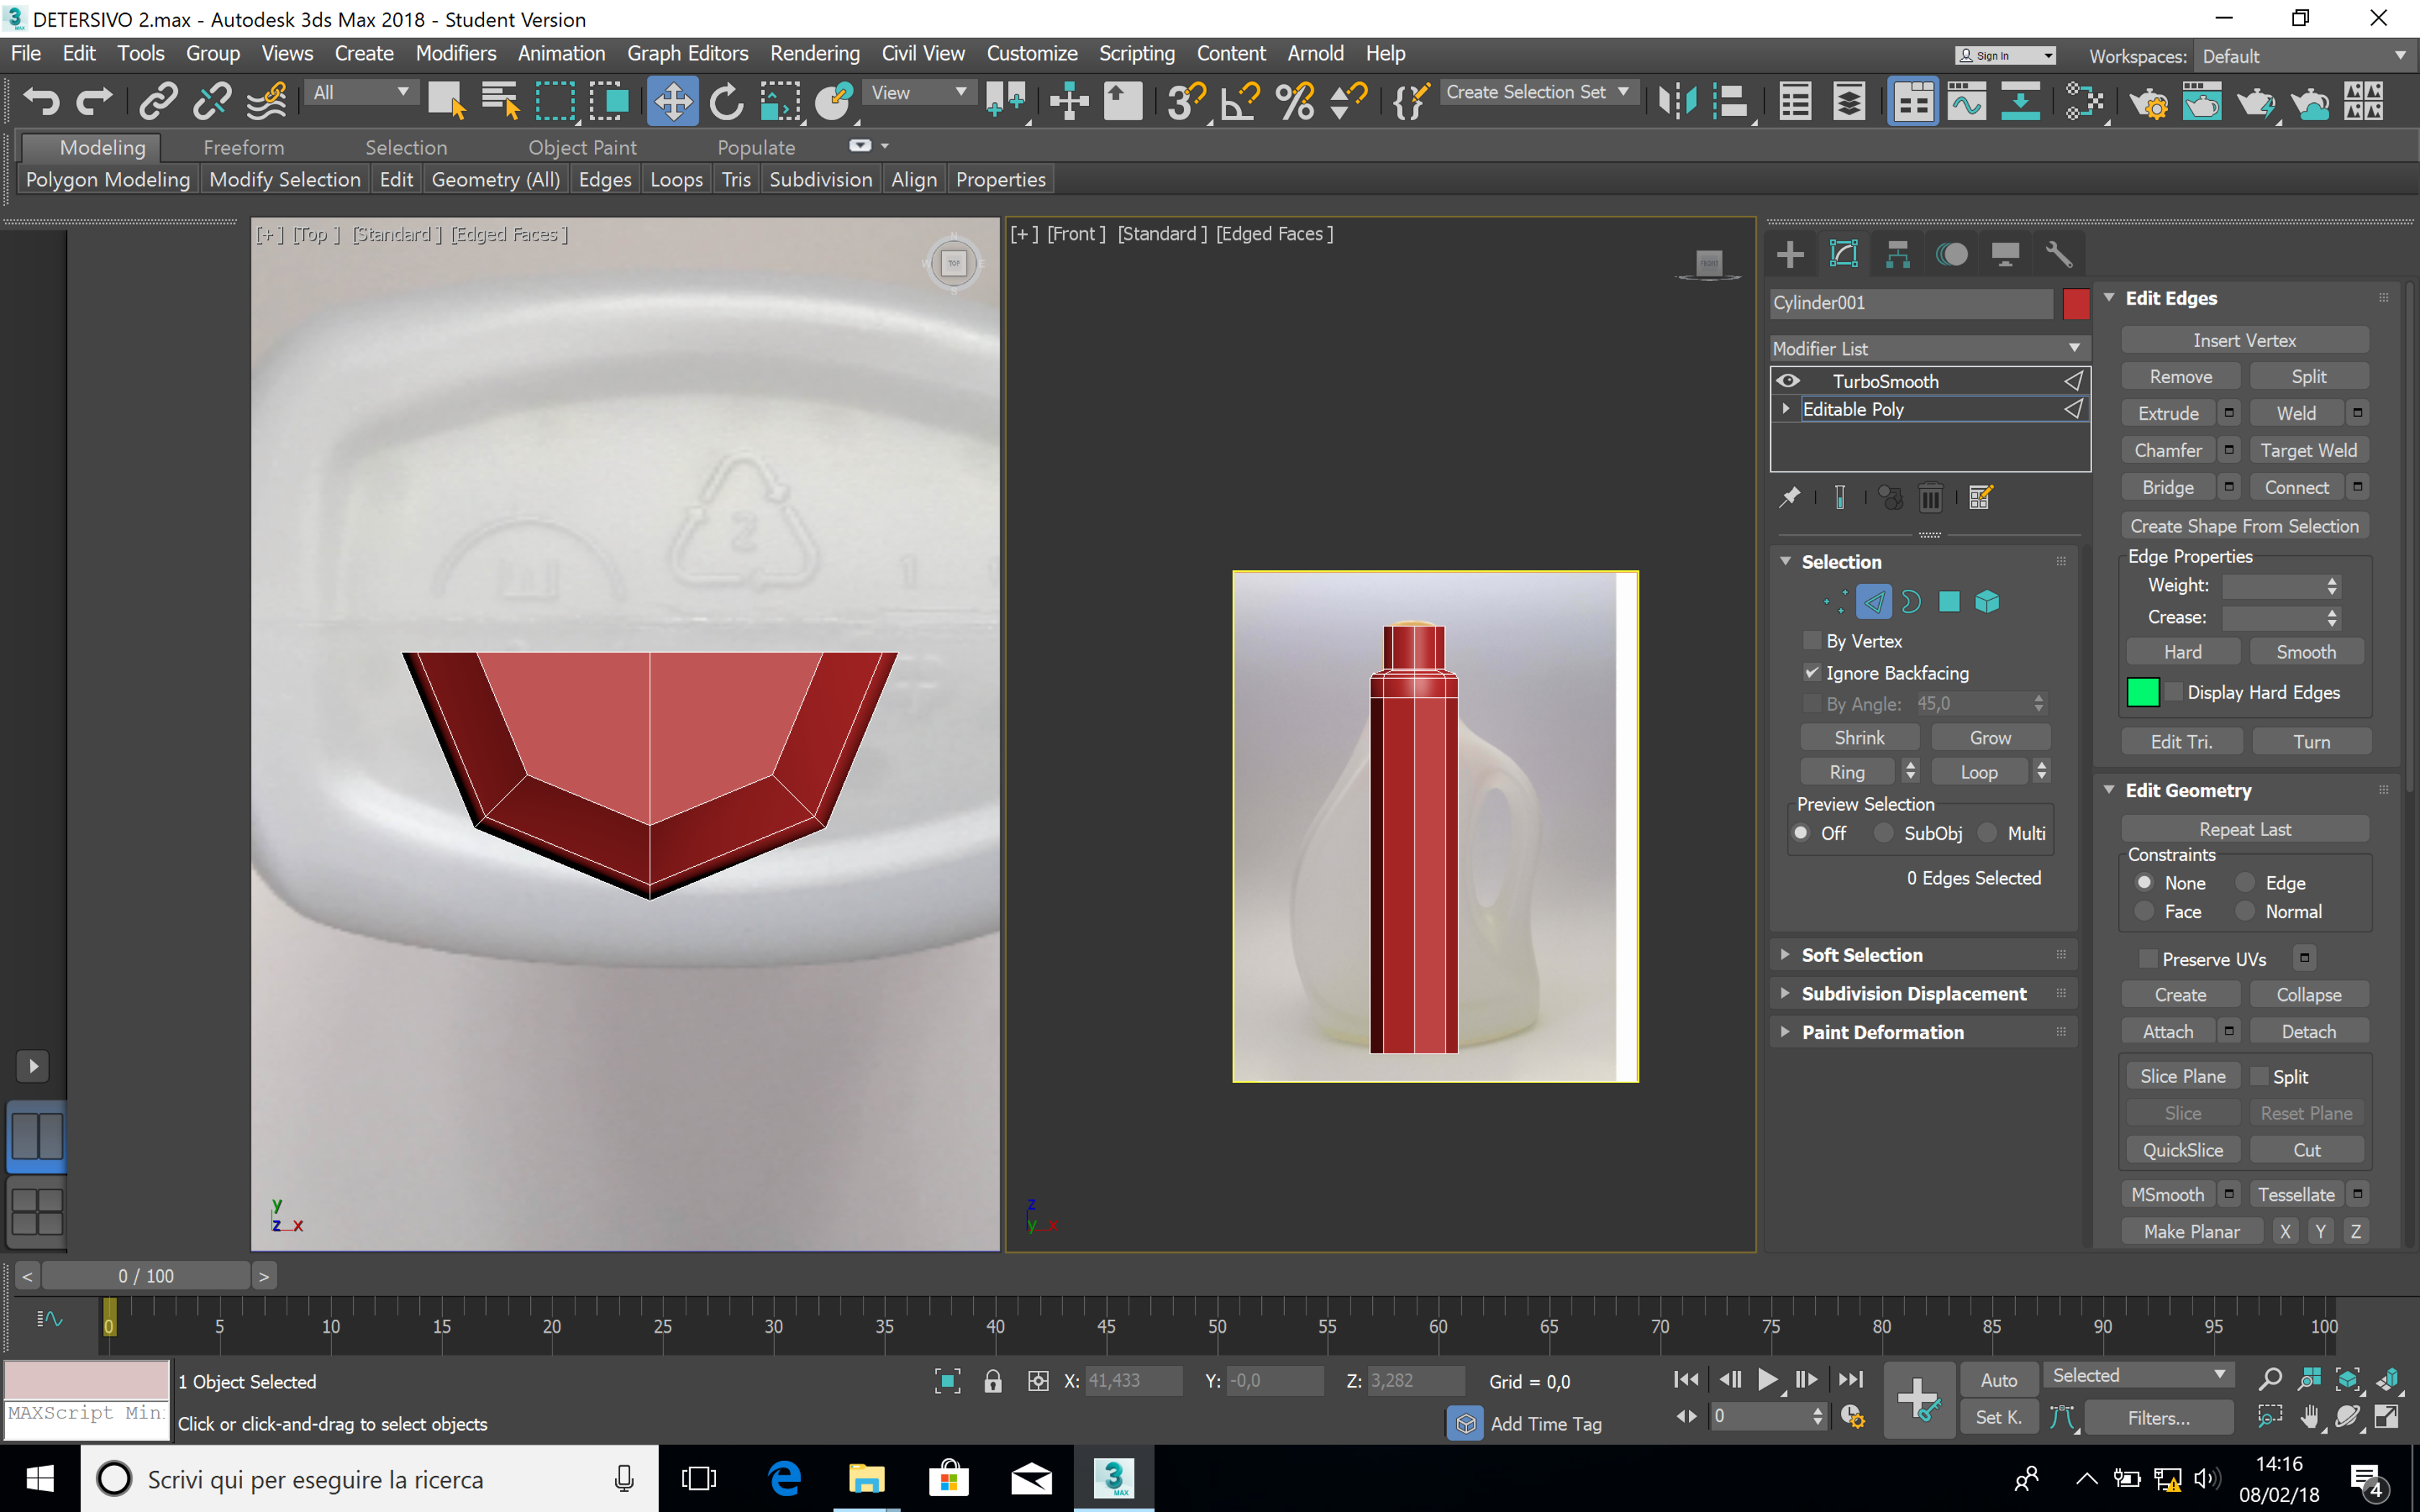 DETERSIVO 2.max - Autodesk 3ds Max 2018 - Student Version
File Edit Tools Group Views Create Modifiers Animation Graph Editors Rendering Civil View Customize Scripting Content Arnold Help
Sign In
Workspaces: Default
All
View
Create Selection Set
Modeling Freeform Selection Object Paint Populate
Polygon Modeling Modify Selection Edit Geometry (All) Edges Loops Tris Subdivision Align Properties
[+] [Top] [Standard] [Edged Faces]
TOP
2
1
[+] [Front] [Standard] [Edged Faces]
FRONT
y
z x
z
y x
Cylinder001
Modifier List
TurboSmooth
Editable Poly
Selection
By Vertex
Ignore Backfacing
By Angle: 45,0
Shrink Grow
Ring Loop
Preview Selection
Off SubObj Multi
0 Edges Selected
Soft Selection
Subdivision Displacement
Paint Deformation
Edit Edges
Insert Vertex
Remove Split
Extrude Weld
Chamfer Target Weld
Bridge Connect
Create Shape From Selection
Edge Properties
Weight:
Crease:
Hard Smooth
Display Hard Edges
Edit Tri. Turn
Edit Geometry
Repeat Last
Constraints
None Edge
Face Normal
Preserve UVs
Create Collapse
Attach Detach
Slice Plane Split
Slice Reset Plane
QuickSlice Cut
MSmooth Tessellate
Make Planar X Y Z
< 0 / 100 >
0 5 10 15 20 25 30 35 40 45 50 55 60 65 70 75 80 85 90 95 100
1 Object Selected
X: 41,433 Y: -0,0 Z: 3,282 Grid = 0,0
Auto Selected
MAXScript Min
Click or click-and-drag to select objects
Add Time Tag
0
Set K. Filters...
Scrivi qui per eseguire la ricerca
3
MAX
14:16
08/02/18
4